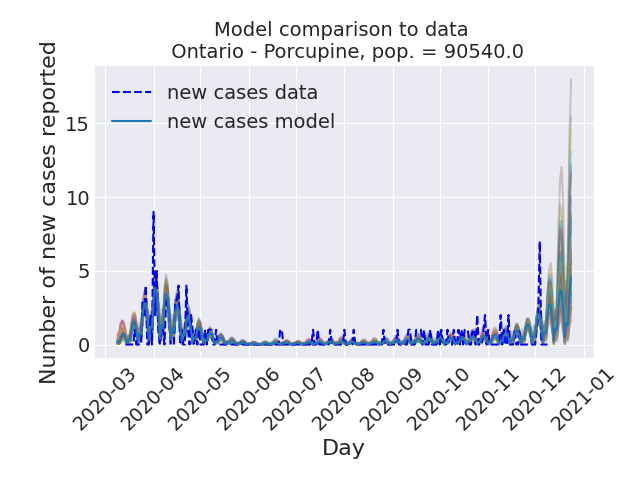 Model comparison to data
Ontario - Porcupine, pop. = 90540.0
new cases data
new cases model
Number of new cases reported
15
10
5
0
2020-03
2020-04
2020-05
2020-06
2020-07
2020-08
2020-09
2020-10
2020-11
2020-12
2021-01
Day